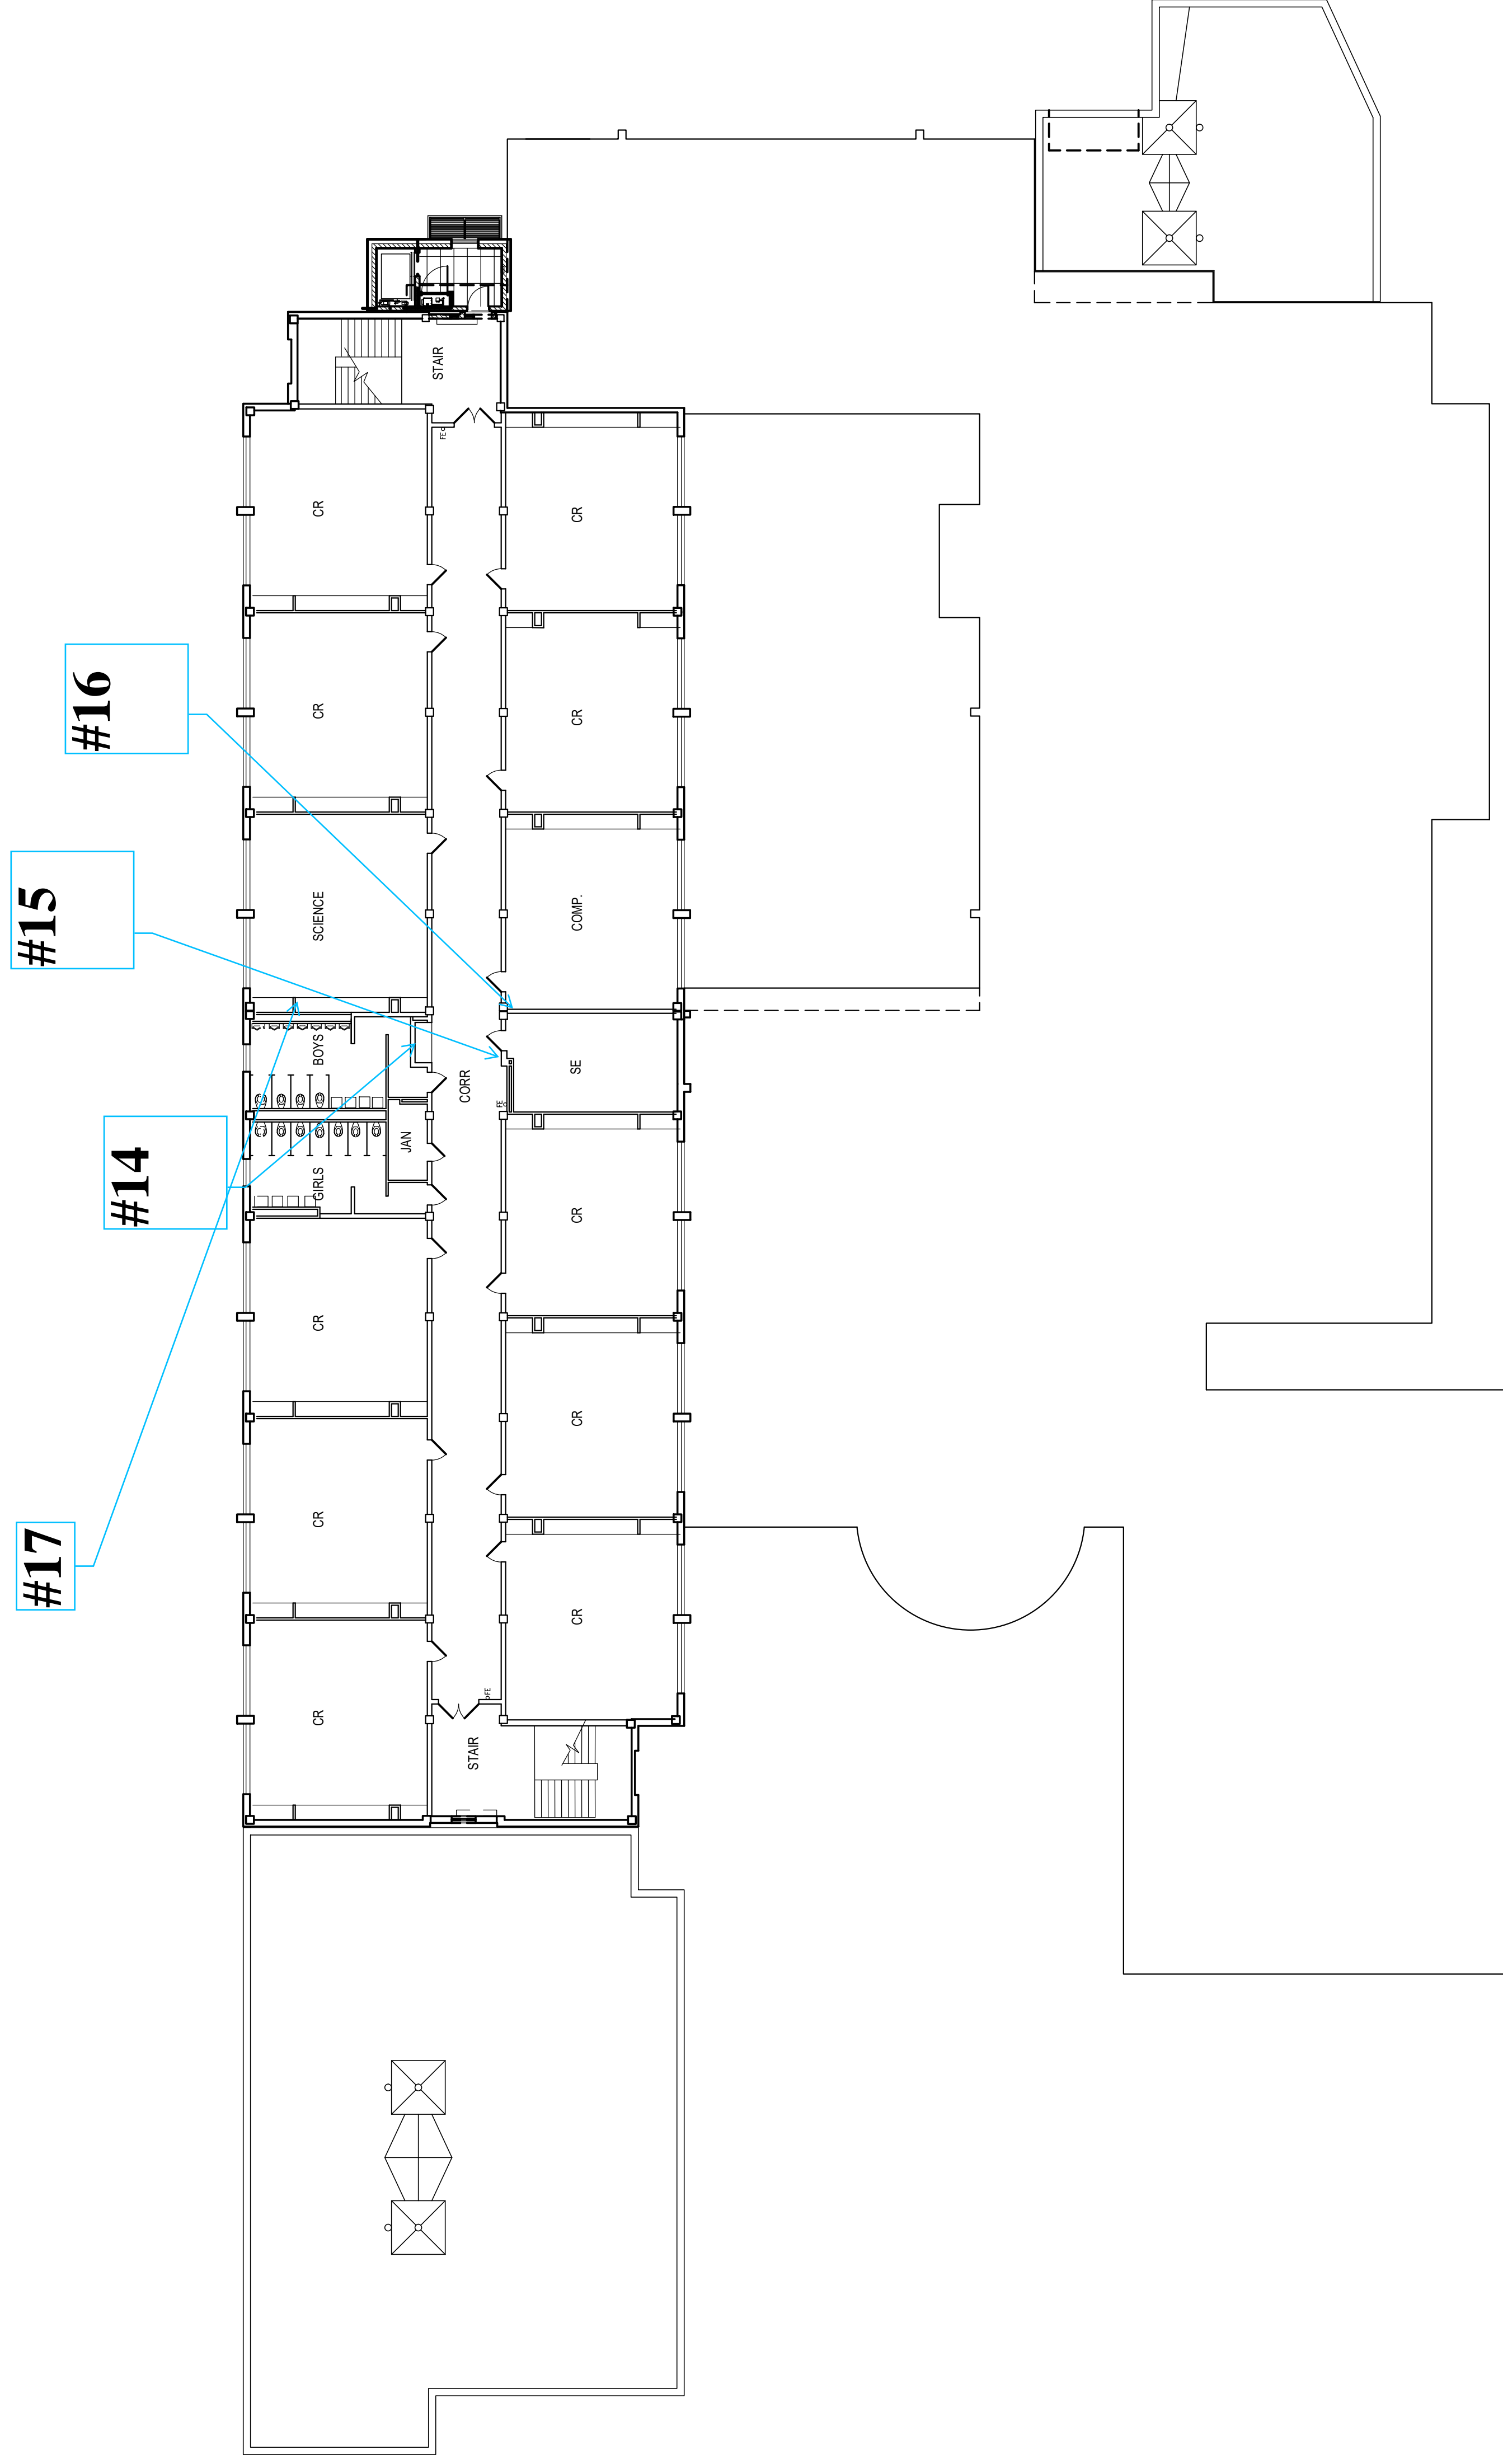 STAIR
FE
CR
CR
CR
CR
#16
SCIENCE
COMP.
#15
BOYS
CORR
SE
FE
#14
GIRLS
JAN
CR
CR
CR
CR
#17
CR
CR
FE
STAIR